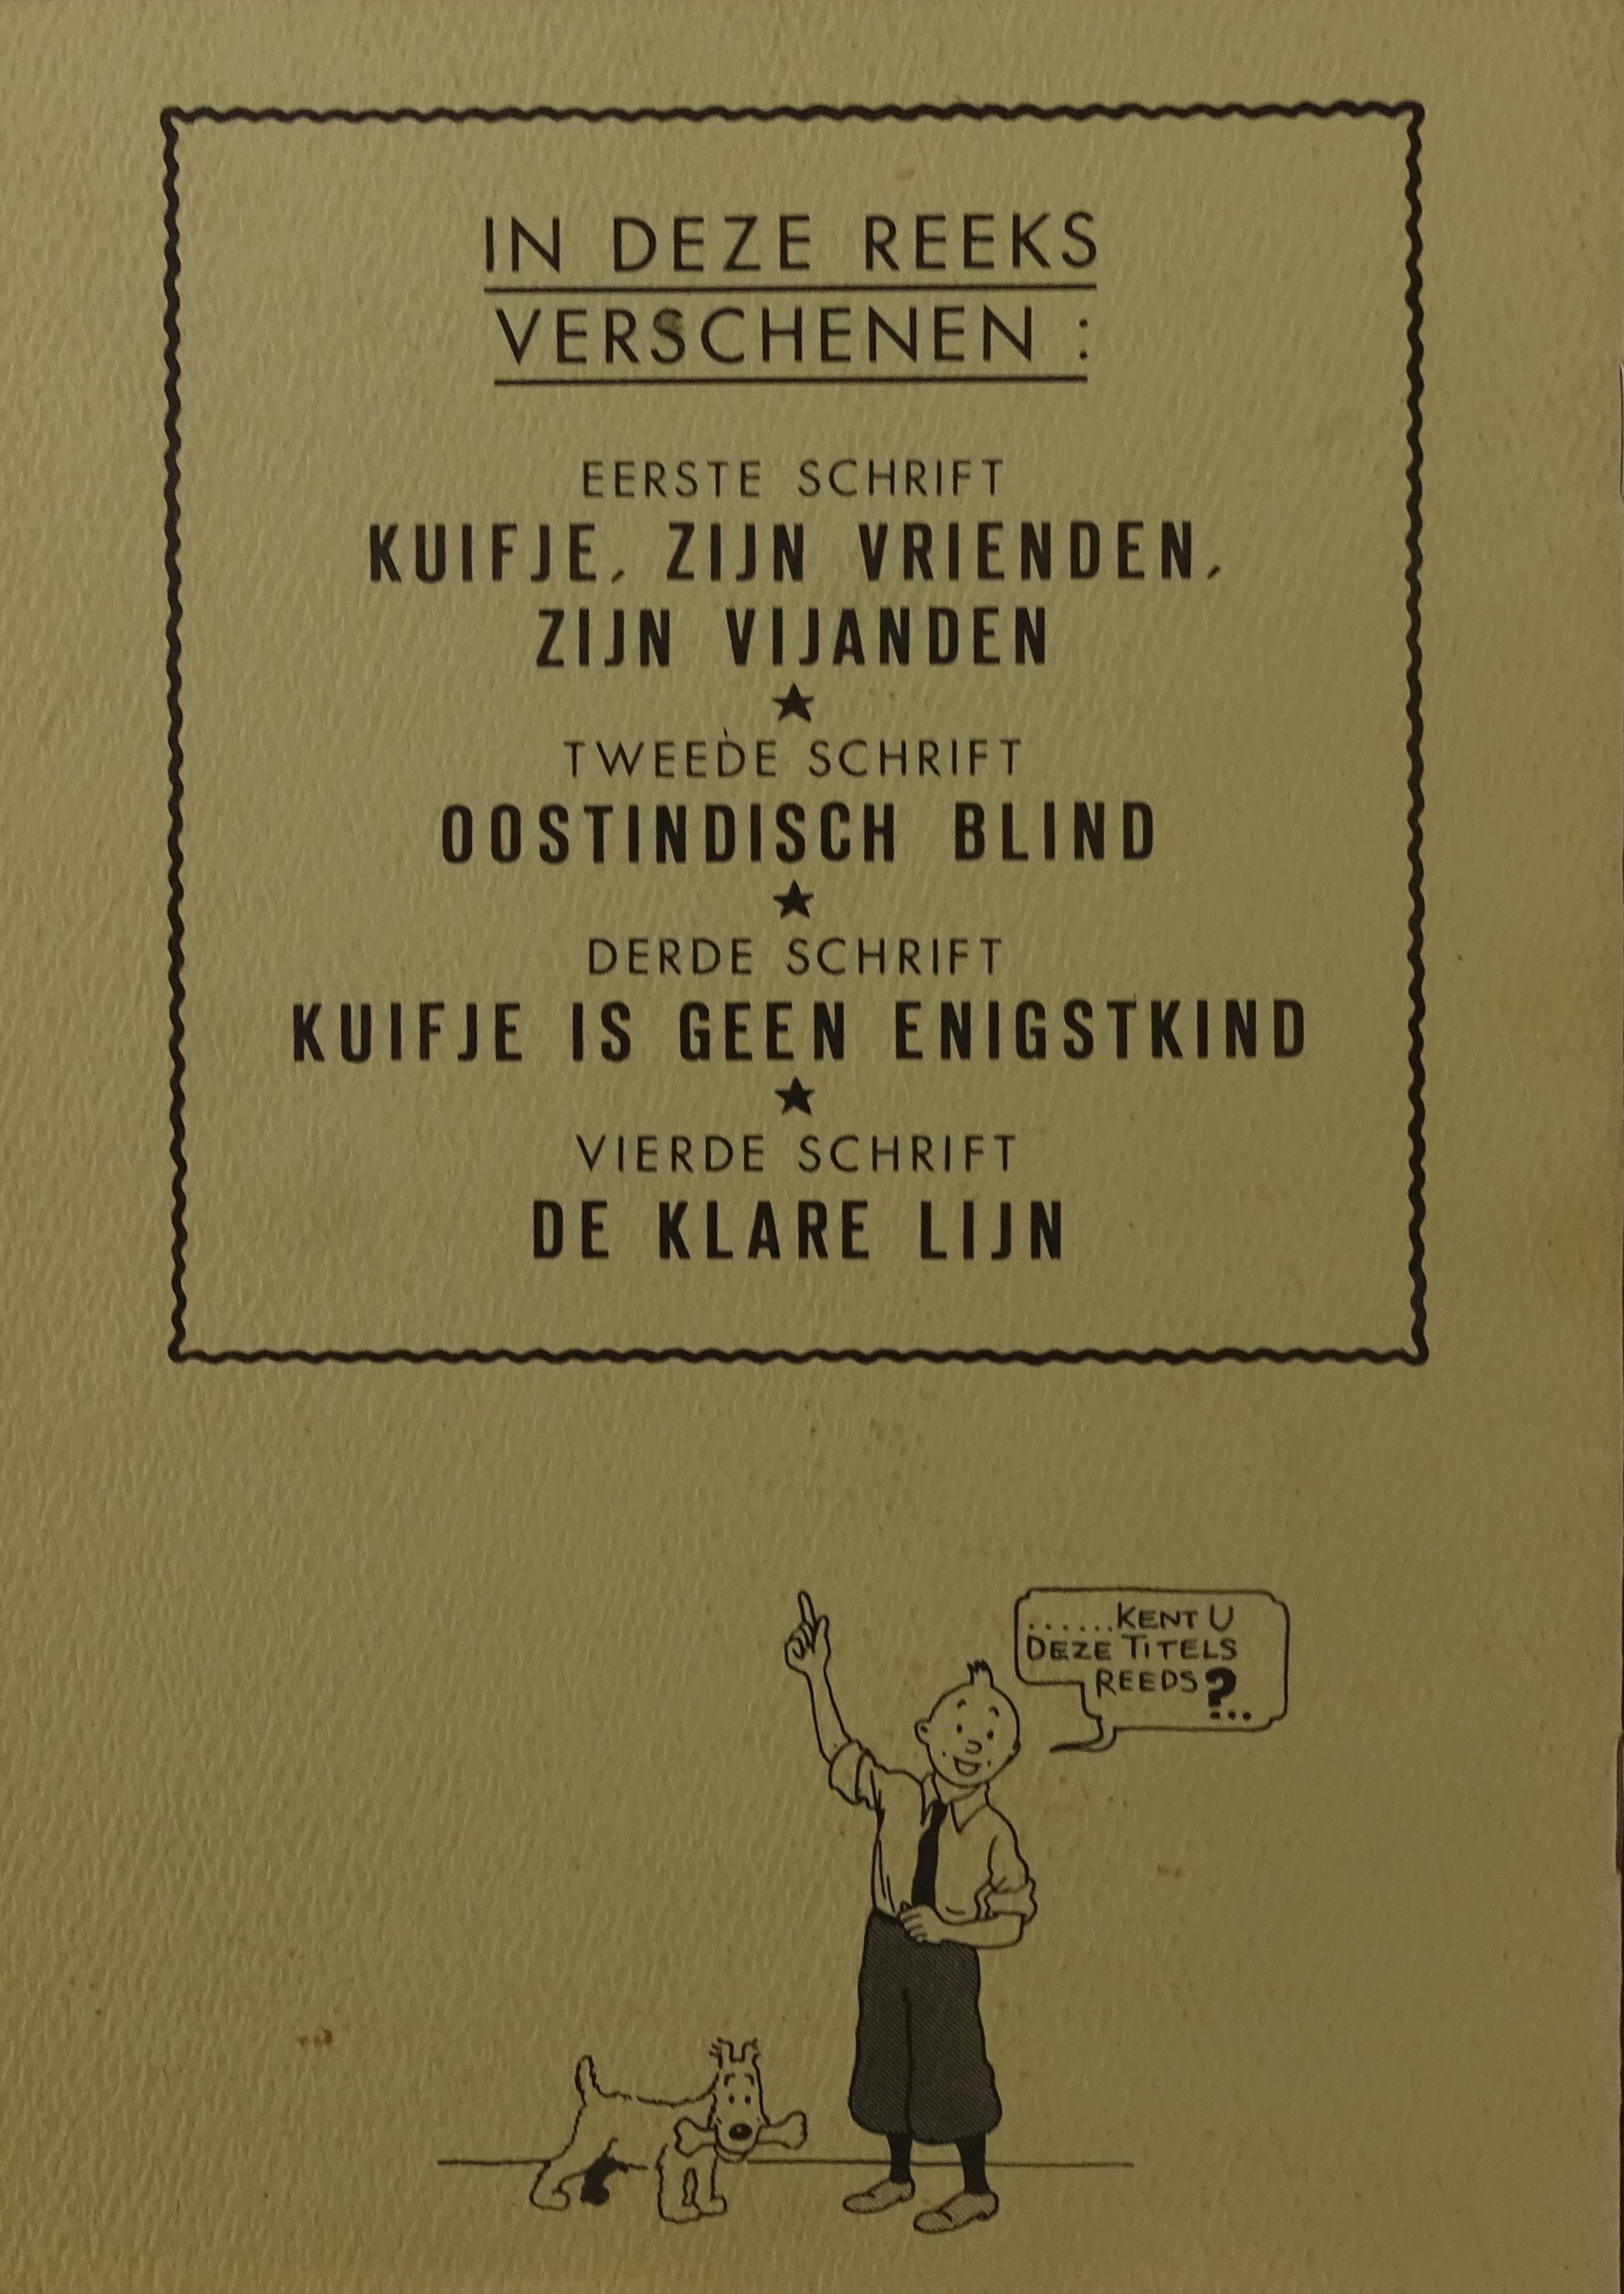 IN DEZE REEKS
VERSCHENEN :
EERSTE SCHRIFT
KUIFJE, ZIJN VRIENDEN,
ZIJN VIJANDEN
★
TWEEDE SCHRIFT
OOSTINDISCH BLIND
★
DERDE SCHRIFT
KUIFJE IS GEEN ENIGSTKIND
★
VIERDE SCHRIFT
DE KLARE LIJN
......KENT U
DEZE TITELS
REEDS?...